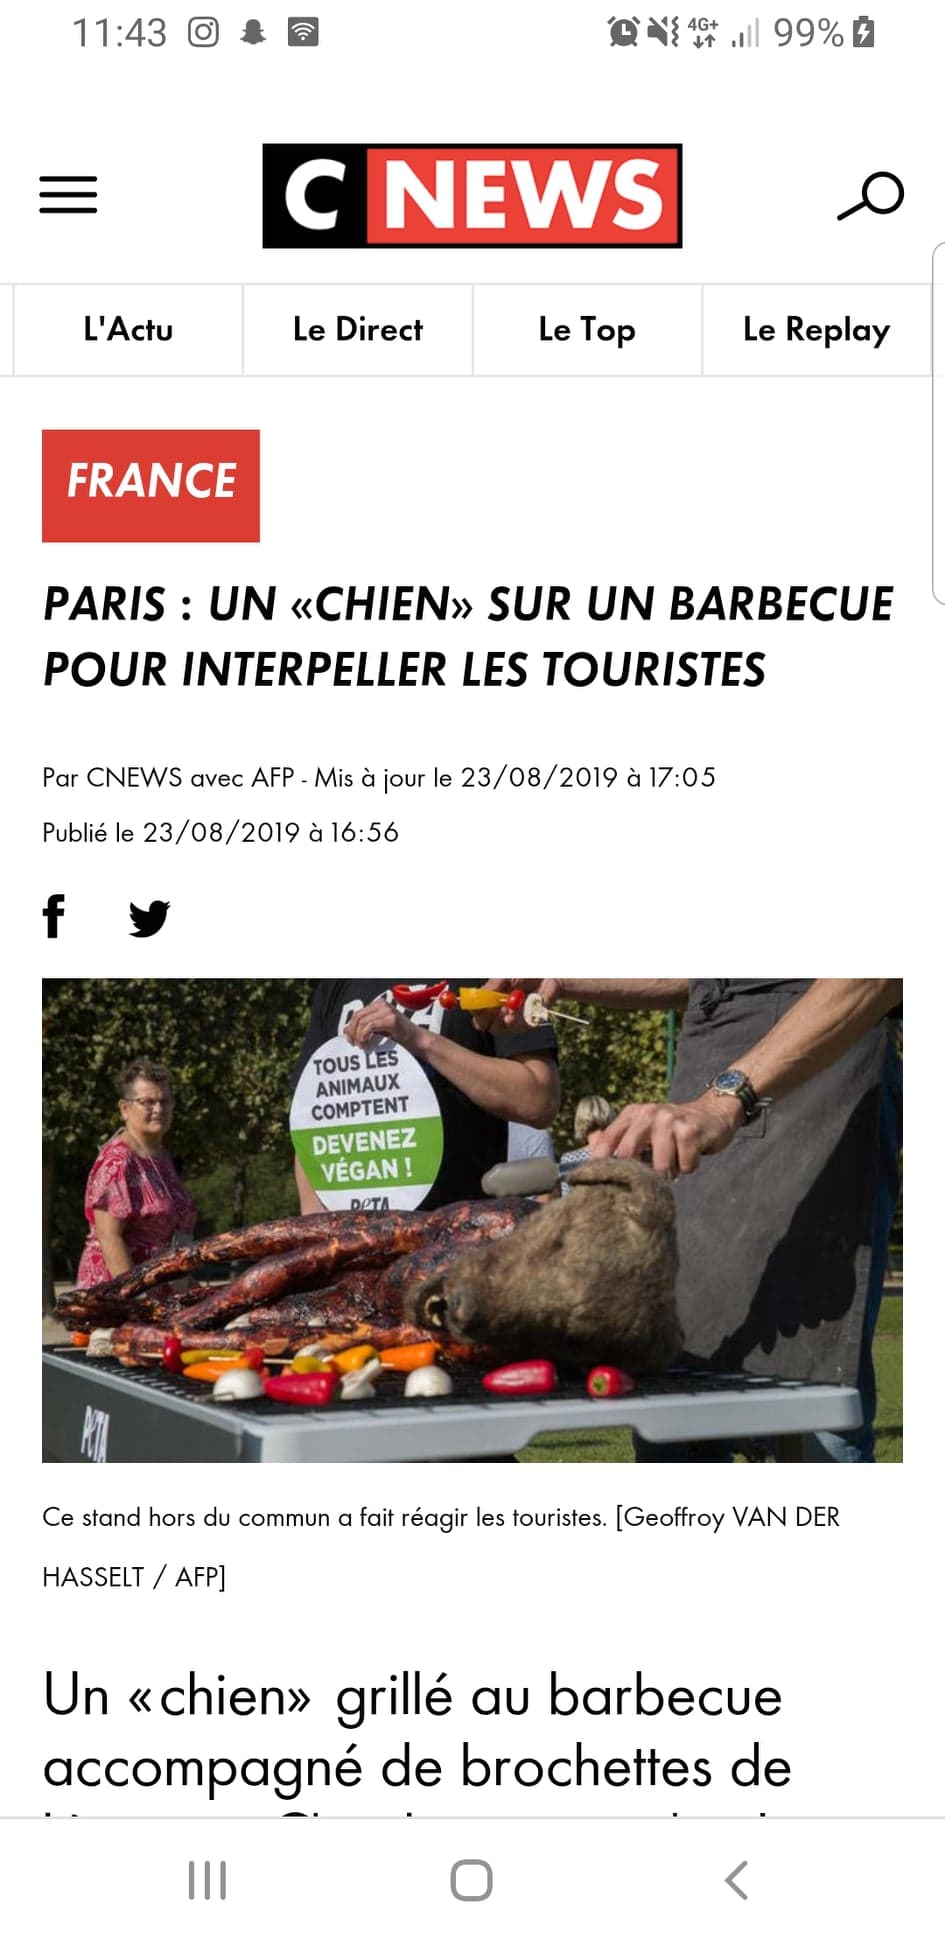 11:43
4G+
99%
C NEWS
L'Actu
Le Direct
Le Top
Le Replay
FRANCE
PARIS : UN «CHIEN» SUR UN BARBECUE
POUR INTERPELLER LES TOURISTES
Par CNEWS avec AFP - Mis à jour le 23/08/2019 à 17:05
Publié le 23/08/2019 à 16:56
TOUS LES
ANIMAUX
COMPTENT
DEVENEZ
VÉGAN !
PETA
PETA
Ce stand hors du commun a fait réagir les touristes. [Geoffroy VAN DER
HASSELT / AFP]
Un «chien» grillé au barbecue
accompagné de brochettes de